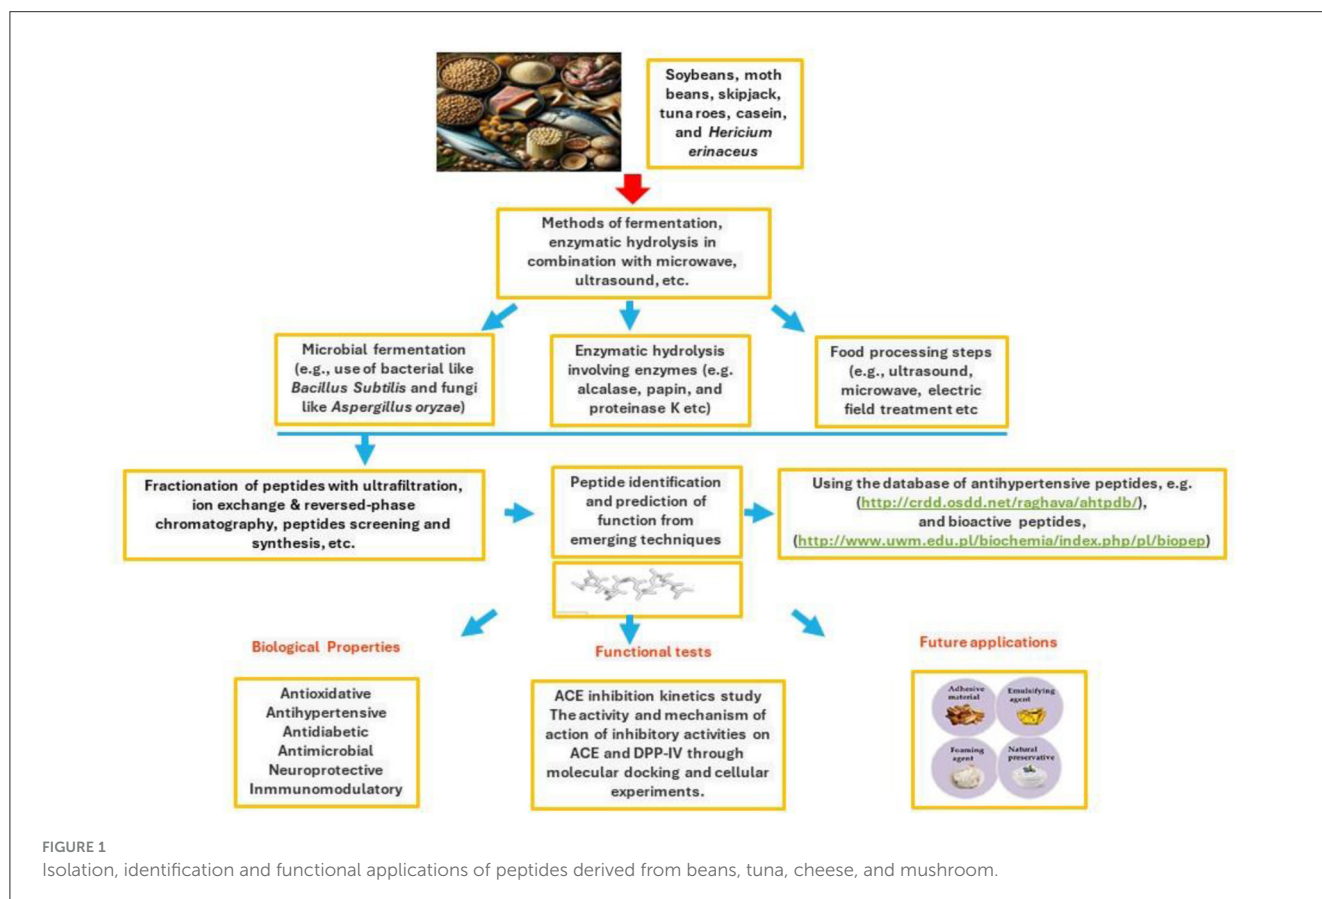 Soybeans, moth
beans, skipjack,
tuna roes, casein,
and Hericium
erinaceus
Methods of fermentation,
enzymatic hydrolysis in
combination with microwave,
ultrasound, etc.
Microbial fermentation
(e.g., use of bacterial like
Bacillus Subtilis and fungi
like Aspergillus oryzae)
Enzymatic hydrolysis
involving enzymes (e.g.
alcalase, papin, and
proteinase K etc)
Food processing steps
(e.g., ultrasound,
microwave, electric
field treatment etc
Fractionation of peptides with ultrafiltration,
ion exchange & reversed-phase
chromatography, peptides screening and
synthesis, etc.
Peptide identification
and prediction of
function from
emerging techniques
Using the database of antihypertensive peptides, e.g.
(http://crdd.osdd.net/raghava/ahtpdb/),
and bioactive peptides,
(http://www.uwm.edu.pl/biochemia/index.php/pl/biopep)
Biological Properties
Antioxidative
Antihypertensive
Antidiabetic
Antimicrobial
Neuroprotective
Inmmunomodulatory
Functional tests
ACE inhibition kinetics study
The activity and mechanism of
action of inhibitory activities on
ACE and DPP-IV through
molecular docking and cellular
experiments.
Future applications
Adhesive
material
Emulsifying
agent
Foaming
agent
Natural
preservative
FIGURE 1
Isolation, identification and functional applications of peptides derived from beans, tuna, cheese, and mushroom.